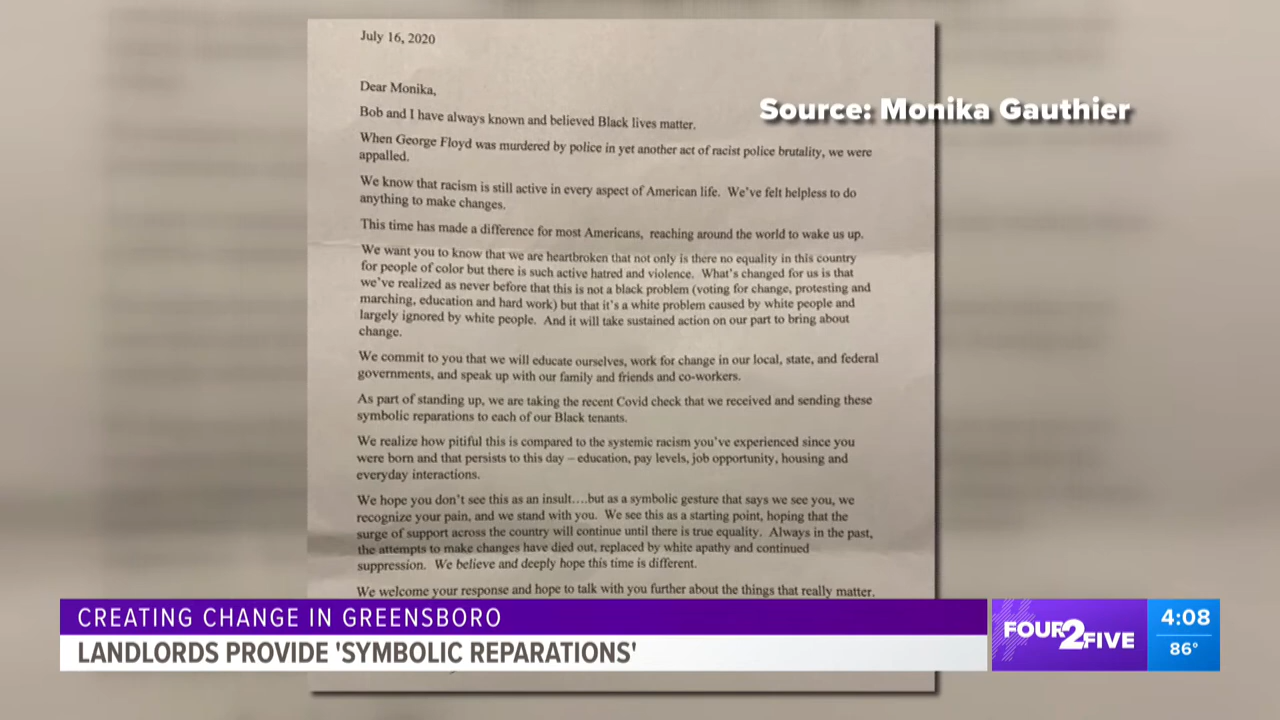 July 16, 2020
Dear Monika,
Source: Monika Gauthier
Bob and I have always known and believed Black lives matter.
When George Floyd was murdered by police in yet another act of racist police brutality, we were
appalled.
We know that racism is still active in every aspect of American life. We've felt helpless to do
anything to make changes.
This time has made a difference for most Americans, reaching around the world to wake us up.
We want you to know that we are heartbroken that not only is there no equality in this country
for people of color but there is such active hatred and violence. What's changed for us is that
we've realized as never before that this is not a black problem (voting for change, protesting and
marching, education and hard work) but that it's a white problem caused by white people and
largely ignored by white people. And it will take sustained action on our part to bring about
change.
We commit to you that we will educate ourselves, work for change in our local, state, and federal
governments, and speak up with our family and friends and co-workers.
As part of standing up, we are taking the recent Covid check that we received and sending these
symbolic reparations to each of our Black tenants.
We realize how pitiful this is compared to the systemic racism you've experienced since you
were born and that persists to this day – education, pay levels, job opportunity, housing and
everyday interactions.
We hope you don't see this as an insult….but as a symbolic gesture that says we see you, we
recognize your pain, and we stand with you. We see this as a starting point, hoping that the
surge of support across the country will continue until there is true equality. Always in the past,
the attempts to make changes have died out, replaced by white apathy and continued
suppression. We believe and deeply hope this time is different.
We welcome your response and hope to talk with you further about the things that really matter.
CREATING CHANGE IN GREENSBORO
LANDLORDS PROVIDE 'SYMBOLIC REPARATIONS'
FOUR2FIVE
4:08
86°